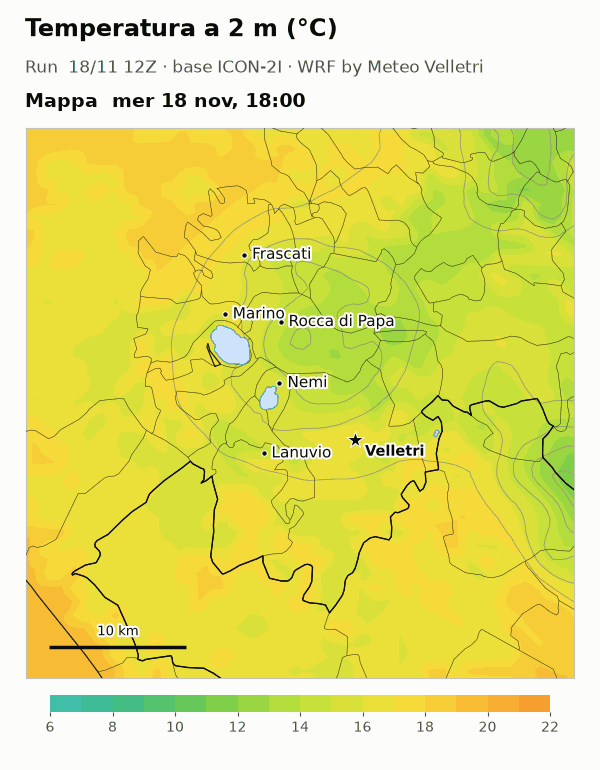 Temperatura a 2 m (°C)
Run  18/11 12Z · base ICON-2I · WRF by Meteo Velletri
Mappa  mer 18 nov, 18:00
Frascati
Marino
Rocca di Papa
Nemi
Velletri
Lanuvio
10 km
6 8 10 12 14 16 18 20 22